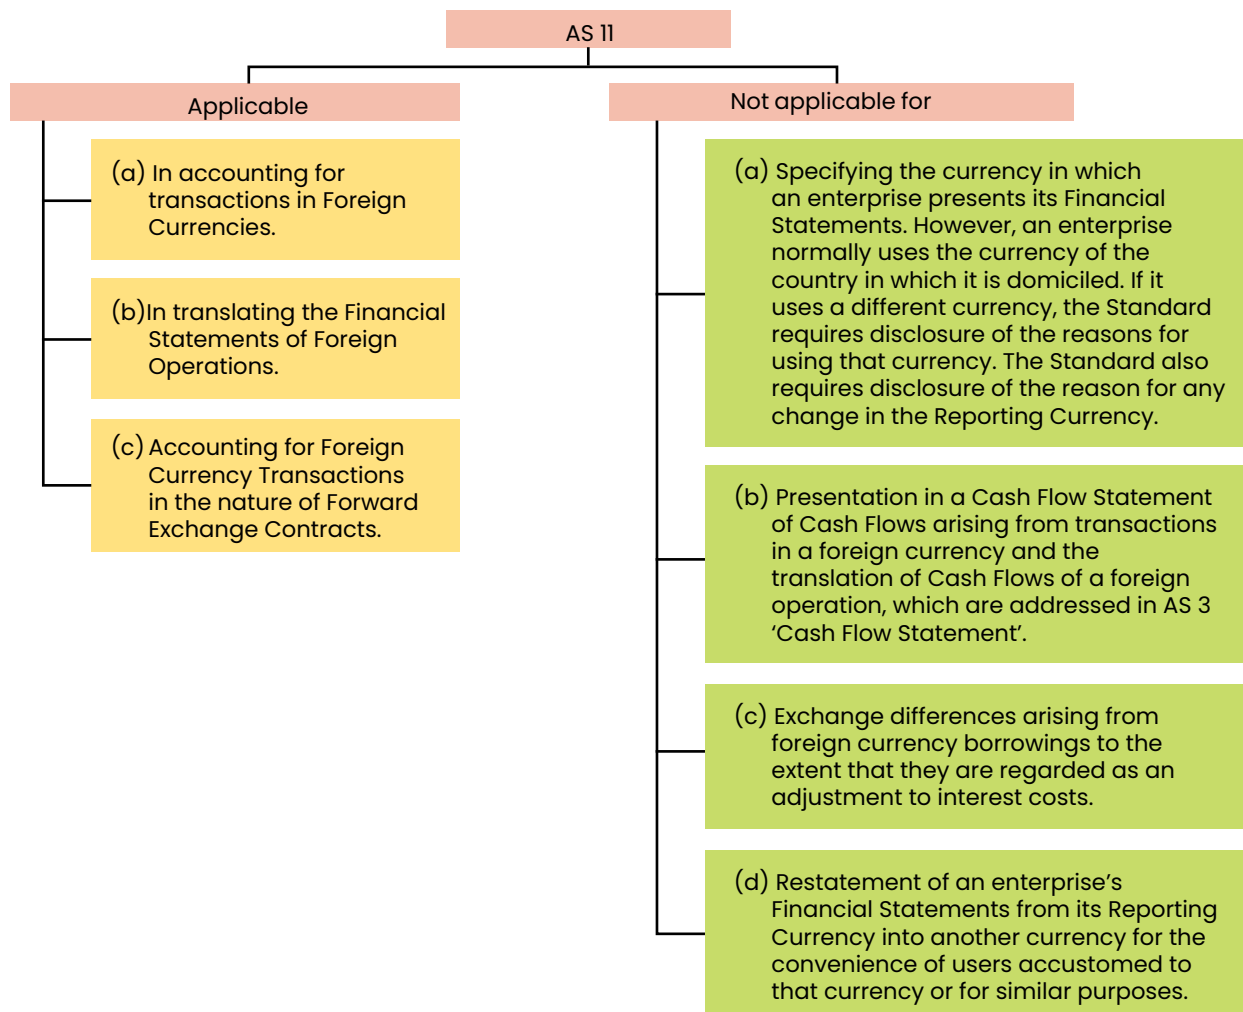 AS 11
Applicable
(a) In accounting for
transactions in Foreign
Currencies.
(b)In translating the Financial
Statements of Foreign
Operations.
(c) Accounting for Foreign
Currency Transactions
in the nature of Forward
Exchange Contracts.
Not applicable for
(a) Specifying the currency in which
an enterprise presents its Financial
Statements. However, an enterprise
normally uses the currency of the
country in which it is domiciled. If it
uses a different currency, the Standard
requires disclosure of the reasons for
using that currency. The Standard also
requires disclosure of the reason for any
change in the Reporting Currency.
(b) Presentation in a Cash Flow Statement
of Cash Flows arising from transactions
in a foreign currency and the
translation of Cash Flows of a foreign
operation, which are addressed in AS 3
‘Cash Flow Statement’.
(c) Exchange differences arising from
foreign currency borrowings to the
extent that they are regarded as an
adjustment to interest costs.
(d) Restatement of an enterprise’s
Financial Statements from its Reporting
Currency into another currency for the
convenience of users accustomed to
that currency or for similar purposes.